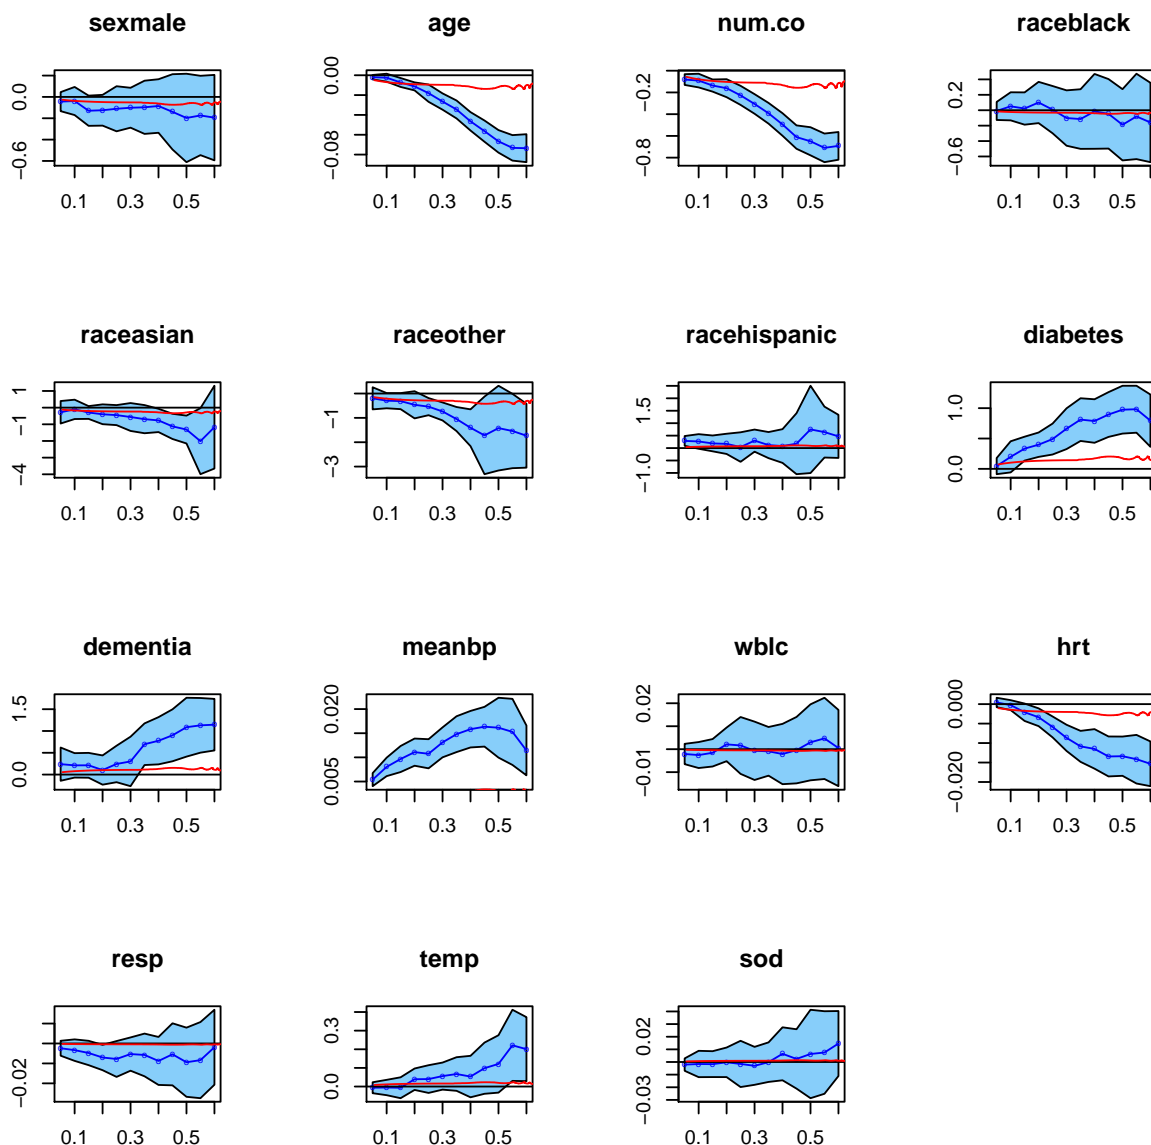 sexmale age num.co raceblack
0.0 -0.6 0.00 -0.08 -0.2 -0.8 0.2 -0.6
0.1 0.3 0.5 0.1 0.3 0.5 0.1 0.3 0.5 0.1 0.3 0.5
raceasian raceother racehispanic diabetes
1 -1 -4 -1 -3 1.5 -1.0 1.0 0.0
0.1 0.3 0.5 0.1 0.3 0.5 0.1 0.3 0.5 0.1 0.3 0.5
dementia meanbp wblc hrt
1.5 0.0 0.020 0.005 0.02 -0.01 0.000 -0.020
0.1 0.3 0.5 0.1 0.3 0.5 0.1 0.3 0.5 0.1 0.3 0.5
resp temp sod
-0.02 0.3 0.0 0.02 -0.03
0.1 0.3 0.5 0.1 0.3 0.5 0.1 0.3 0.5